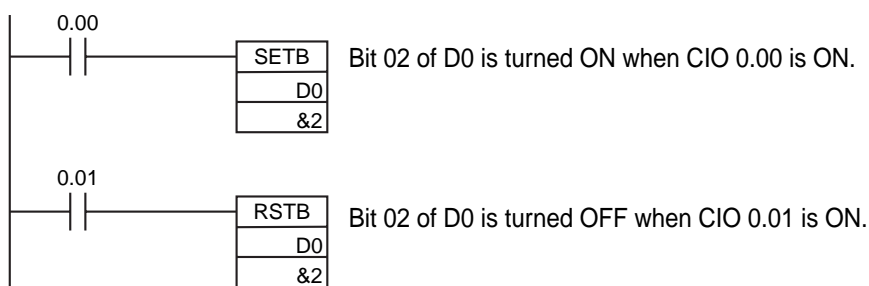 0.00
SETB Bit 02 of D0 is turned ON when CIO 0.00 is ON.
D0
&2
0.01
RSTB Bit 02 of D0 is turned OFF when CIO 0.01 is ON.
D0
&2